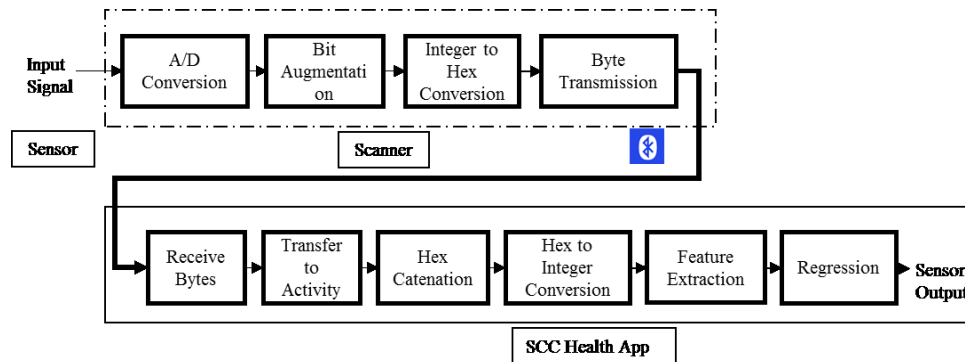 Input
Signal
A/D
Conversion
Bit
Augmentati
on
Integer to
Hex
Conversion
Byte
Transmission
Sensor
Scanner
Receive
Bytes
Transfer
to
Activity
Hex
Catenation
Hex to
Integer
Conversion
Feature
Extraction
Regression
Sensor
Output
SCC Health App